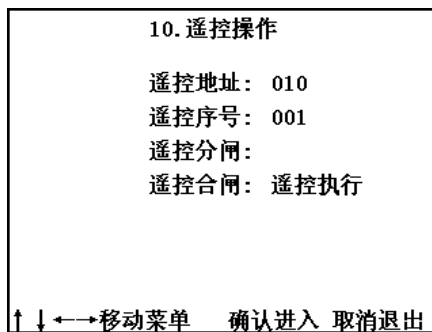 10.遥控操作
遥控地址: 010
遥控序号: 001
遥控分闸:
遥控合闸: 遥控执行
↑↓←→移动菜单 确认进入 取消退出